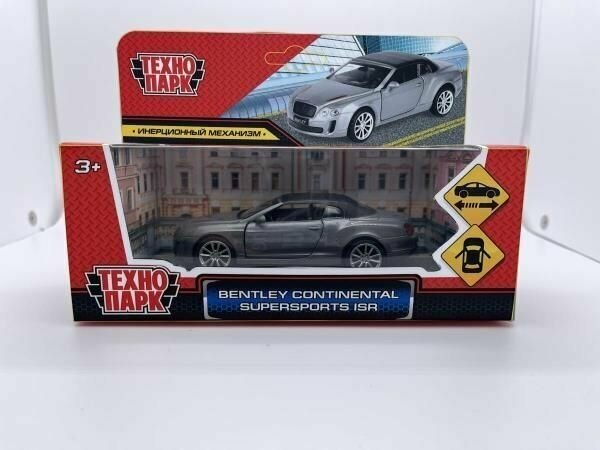 ТЕХНО
ПАРК
• ИНЕРЦИОННЫЙ МЕХАНИЗМ •
3+
ТЕХНО
ПАРК
BENTLEY CONTINENTAL
SUPERSPORTS ISR